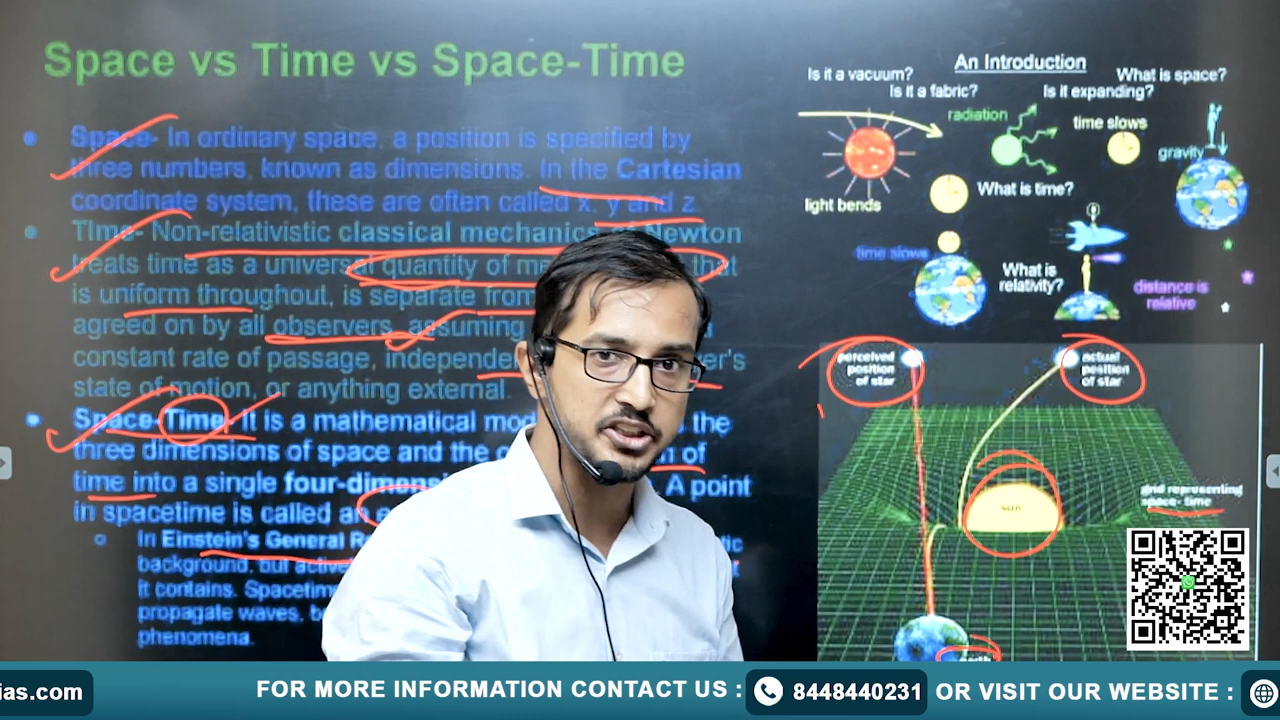 Space vs Time vs Space-Time
Space- In ordinary space, a position is specified by
three numbers, known as dimensions. In the Cartesian
coordinate system, these are often called x, y and z.
Time- Non-relativistic classical mechanics Newton
treats time as a universal quantity of that
is uniform throughout, is separate from
agreed on by all observers, assuming
constant rate of passage,
state of motion, or anything external.
Space-Time- It is a mathematical the
three dimensions of space and the of
time into a single A point
in spacetime is called an
In Einstein's General
background, but
it contains.
propagate waves,
phenomena.
An Introduction
Is it a vacuum?
What is space?
Is it a fabric?
Is it expanding?
radiation
time slows
gravity
What is time?
light bends
time slows
What is
relativity?
distance is
relative
perceived
position
of star
actual
position
of star
sun
grid representing
space-time
earth
ias.com
FOR MORE INFORMATION CONTACT US :
8448440231
OR VISIT OUR WEBSITE :